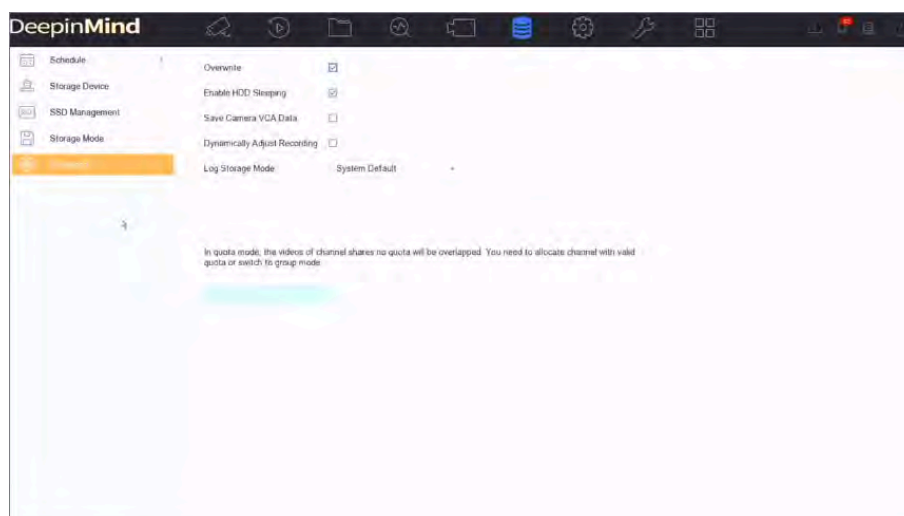 DeepinMind
Schedule
Storage Device
SSD Management
Storage Mode
Overwrite
Enable HDD Sleeping
Save Camera VCA Data
Dynamically Adjust Recording
Log Storage Mode System Default
In quota mode, the videos of channel shares no quota will be overlapped. You need to allocate channel with valid
quota or switch to group mode